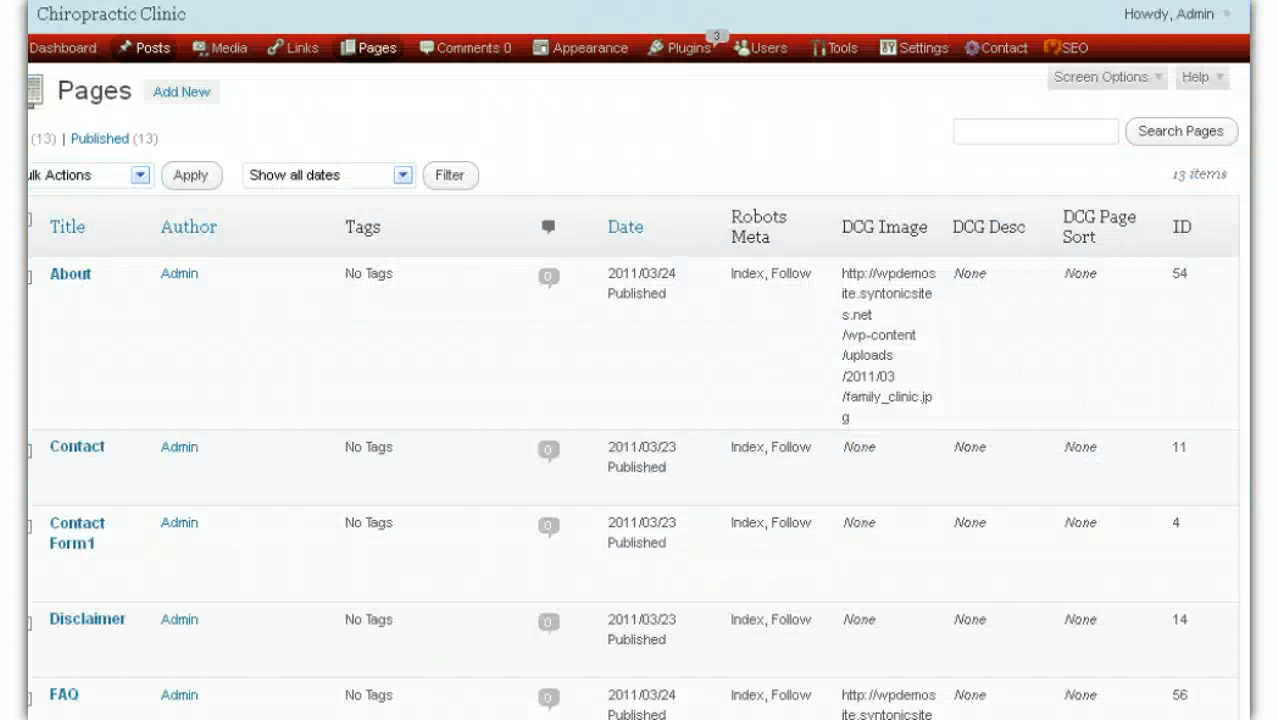 Chiropractic Clinic Howdy, Admin
Dashboard Posts Media Links Pages Comments 0 Appearance Plugins 3 Users Tools Settings Contact SEO
Pages Add New Screen Options Help
(13) | Published (13)
Search Pages
ulk Actions Apply Show all dates Filter 13 items
Title Author Tags Date Robots Meta DCG Image DCG Desc DCG Page Sort ID
About Admin No Tags 0 2011/03/24 Index, Follow http://wpdemos None None 54
Published ite.syntonicsite
s.net
/wp-content
/uploads
/2011/03
/family_clinic.jp
g
Contact Admin No Tags 0 2011/03/23 Index, Follow None None None 11
Published
Contact Admin No Tags 0 2011/03/23 Index, Follow None None None 4
Form1 Published
Disclaimer Admin No Tags 0 2011/03/23 Index, Follow None None None 14
Published
FAQ Admin No Tags 0 2011/03/24 Index, Follow http://wpdemos None None 56
Published ite.syntonicsite